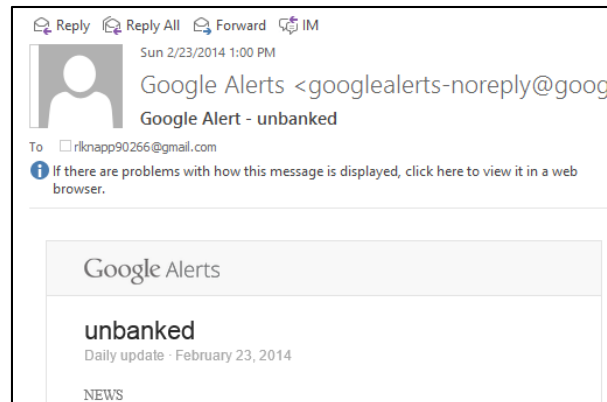 Reply Reply All Forward IM
Sun 2/23/2014 1:00 PM
Google Alerts <googlealerts-noreply@goog
Google Alert - unbanked
To rlknapp90266@gmail.com
If there are problems with how this message is displayed, click here to view it in a web
browser.
Google Alerts
unbanked
Daily update · February 23, 2014
NEWS